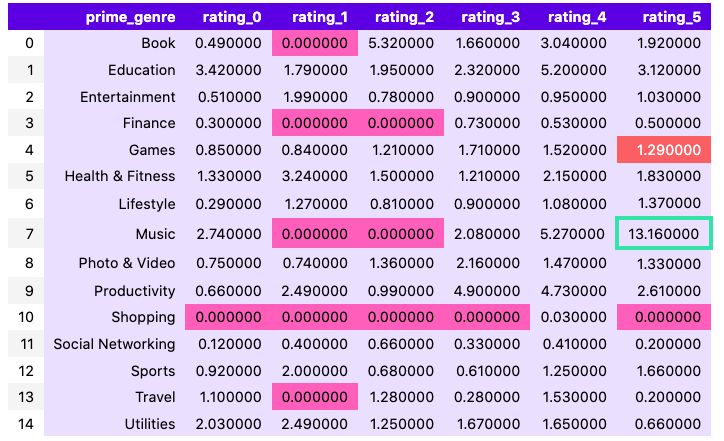 prime_genre rating_0 rating_1 rating_2 rating_3 rating_4 rating_5
0 Book 0.490000 0.000000 5.320000 1.660000 3.040000 1.920000
1 Education 3.420000 1.790000 1.950000 2.320000 5.200000 3.120000
2 Entertainment 0.510000 1.990000 0.780000 0.900000 0.950000 1.030000
3 Finance 0.300000 0.000000 0.000000 0.730000 0.530000 0.500000
4 Games 0.850000 0.840000 1.210000 1.710000 1.520000 1.290000
5 Health & Fitness 1.330000 3.240000 1.500000 1.210000 2.150000 1.830000
6 Lifestyle 0.290000 1.270000 0.810000 0.900000 1.080000 1.370000
7 Music 2.740000 0.000000 0.000000 2.080000 5.270000 13.160000
8 Photo & Video 0.750000 0.740000 1.360000 2.160000 1.470000 1.330000
9 Productivity 0.660000 2.490000 0.990000 4.900000 4.730000 2.610000
10 Shopping 0.000000 0.000000 0.000000 0.000000 0.030000 0.000000
11 Social Networking 0.120000 0.400000 0.660000 0.330000 0.410000 0.200000
12 Sports 0.920000 2.000000 0.680000 0.610000 1.250000 1.660000
13 Travel 1.100000 0.000000 1.280000 0.280000 1.530000 0.200000
14 Utilities 2.030000 2.490000 1.250000 1.670000 1.650000 0.660000